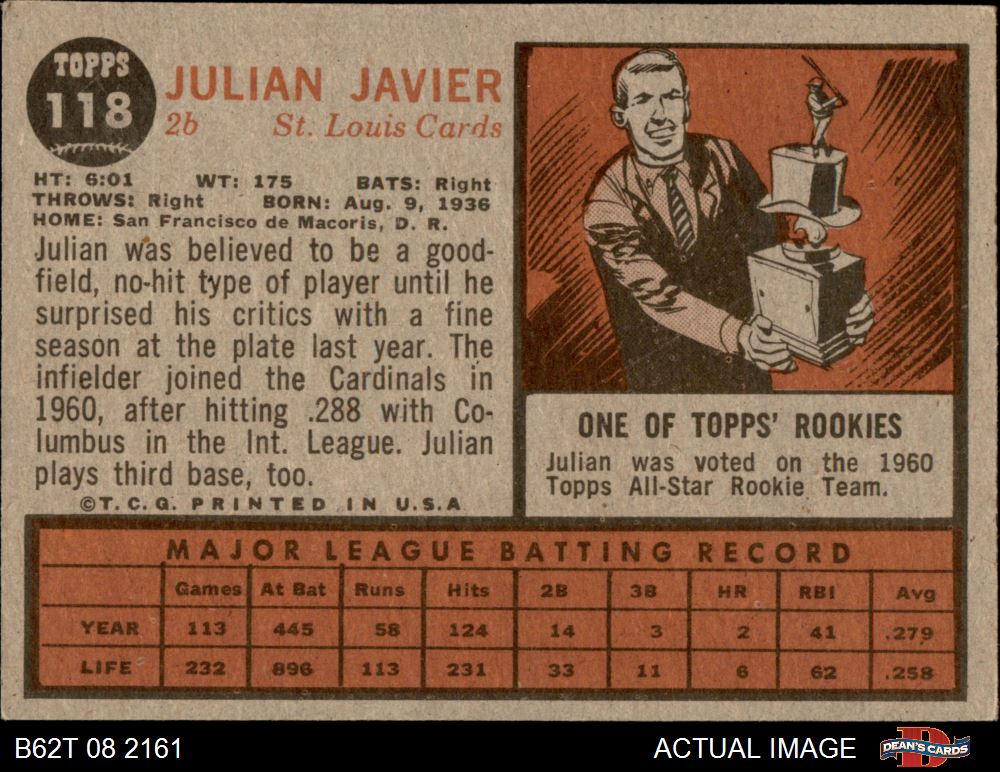 TOPPS
118
JULIAN JAVIER
2b St. Louis Cards
HT: 6:01 WT: 175 BATS: Right
THROWS: Right BORN: Aug. 9, 1936
HOME: San Francisco de Macoris, D. R.
Julian was believed to be a good-
field, no-hit type of player until he
surprised his critics with a fine
season at the plate last year. The
infielder joined the Cardinals in
1960, after hitting .288 with Co-
lumbus in the Int. League. Julian
plays third base, too.
©T.C.G. PRINTED IN U.S.A
ONE OF TOPPS' ROOKIES
Julian was voted on the 1960
Topps All-Star Rookie Team.
MAJOR LEAGUE BATTING RECORD
Games At Bat Runs Hits 2B 3B HR RBI Avg
YEAR 113 445 58 124 14 3 2 41 .279
LIFE 232 896 113 231 33 11 6 62 .258
B62T 08 2161 ACTUAL IMAGE DEAN'S CARDS